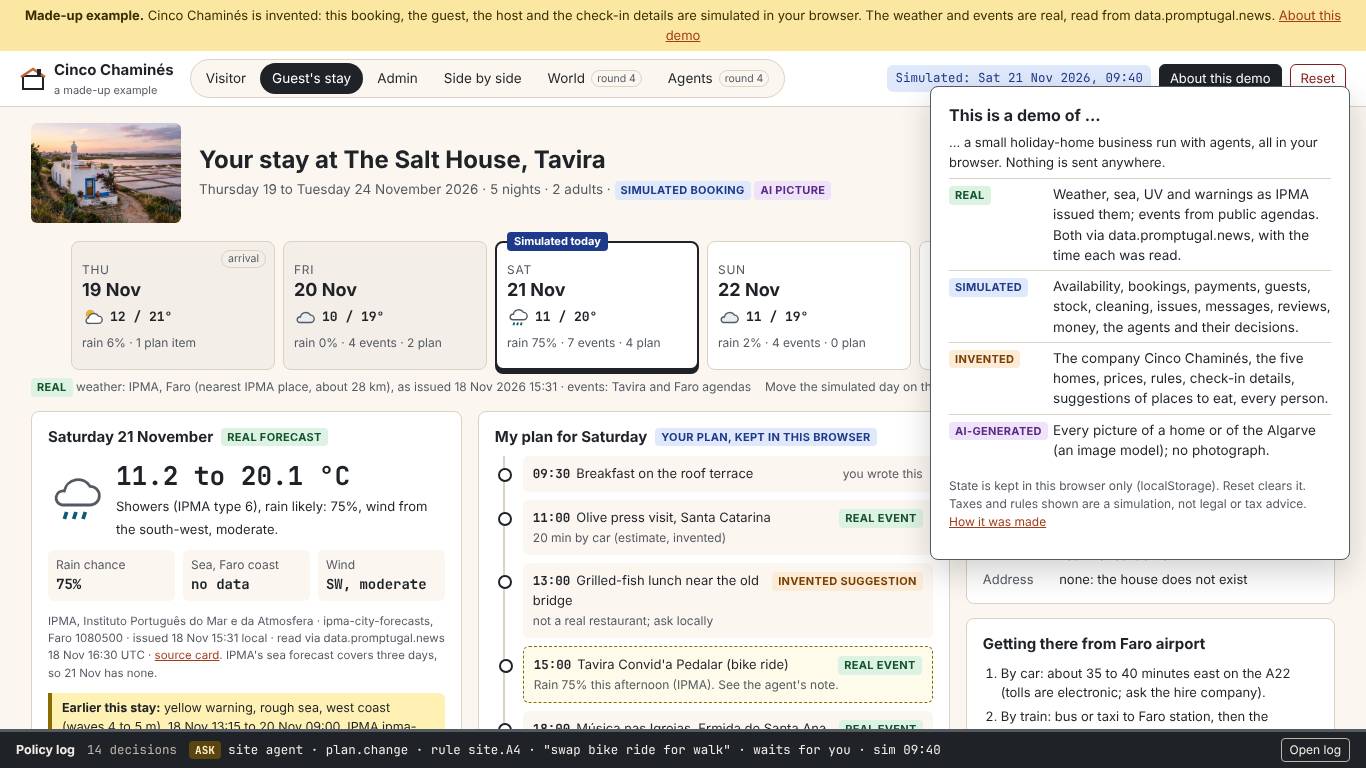 Made-up example. Cinco Chaminés is invented: this booking, the guest, the host and the check-in details are simulated in your browser. The weather and events are real, read from data.promptugal.news. About this
demo
Cinco Chaminés
a made-up example
Visitor
Guest's stay
Admin
Side by side
World round 4
Agents round 4
Simulated: Sat 21 Nov 2026, 09:40
About this demo
Reset
Your stay at The Salt House, Tavira
Thursday 19 to Tuesday 24 November 2026 · 5 nights · 2 adults · SIMULATED BOOKING AI PICTURE
THU
arrival
19 Nov
12 / 21°
rain 6% · 1 plan item
FRI
20 Nov
10 / 19°
rain 0% · 4 events · 2 plan
Simulated today
SAT
21 Nov
11 / 20°
rain 75% · 7 events · 4 plan
SUN
22 Nov
11 / 19°
rain 2% · 4 events · 0 plan
REAL weather: IPMA, Faro (nearest IPMA place, about 28 km), as issued 18 Nov 2026 15:31 · events: Tavira and Faro agendas Move the simulated day on th
Saturday 21 November REAL FORECAST
11.2 to 20.1 °C
Showers (IPMA type 6), rain likely: 75%, wind from
the south-west, moderate.
Rain chance
75%
Sea, Faro coast
no data
Wind
SW, moderate
IPMA, Instituto Português do Mar e da Atmosfera · ipma-city-forecasts,
Faro 1080500 · issued 18 Nov 15:31 local · read via data.promptugal.news
18 Nov 16:30 UTC · source card. IPMA's sea forecast covers three days,
so 21 Nov has none.
Earlier this stay: yellow warning, rough sea, west coast
(waves 4 to 5 m), 18 Nov 13:15 to 20 Nov 09:00. IPMA ipma-
My plan for Saturday YOUR PLAN, KEPT IN THIS BROWSER
09:30 Breakfast on the roof terrace you wrote this
11:00 Olive press visit, Santa Catarina REAL EVENT
20 min by car (estimate, invented)
13:00 Grilled-fish lunch near the old INVENTED SUGGESTION
bridge
not a real restaurant; ask locally
15:00 Tavira Convid'a Pedalar (bike ride) REAL EVENT
Rain 75% this afternoon (IPMA). See the agent's note.
18:00 Música nas Igrejas, Ermida de Santa Ana REAL EVENT
This is a demo of ...
... a small holiday-home business run with agents, all in your
browser. Nothing is sent anywhere.
REAL
Weather, sea, UV and warnings as IPMA
issued them; events from public agendas.
Both via data.promptugal.news, with the
time each was read.
SIMULATED
Availability, bookings, payments, guests,
stock, cleaning, issues, messages, reviews,
money, the agents and their decisions.
INVENTED
The company Cinco Chaminés, the five
homes, prices, rules, check-in details,
suggestions of places to eat, every person.
AI-GENERATED
Every picture of a home or of the Algarve
(an image model); no photograph.
State is kept in this browser only (localStorage). Reset clears it.
Taxes and rules shown are a simulation, not legal or tax advice.
How it was made
Address none: the house does not exist
Getting there from Faro airport
1. By car: about 35 to 40 minutes east on the A22
(tolls are electronic; ask the hire company).
2. By train: bus or taxi to Faro station, then the
Policy log 14 decisions ASK site agent · plan.change · rule site.A4 · "swap bike ride for walk" · waits for you · sim 09:40
Open log